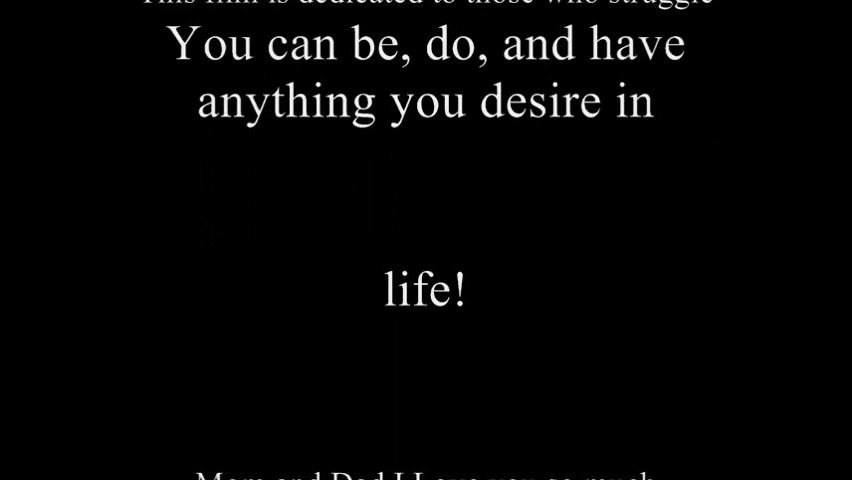 This film is dedicated to those who struggle
You can be, do, and have
anything you desire in
life!
Mom and Dad I Love you so much